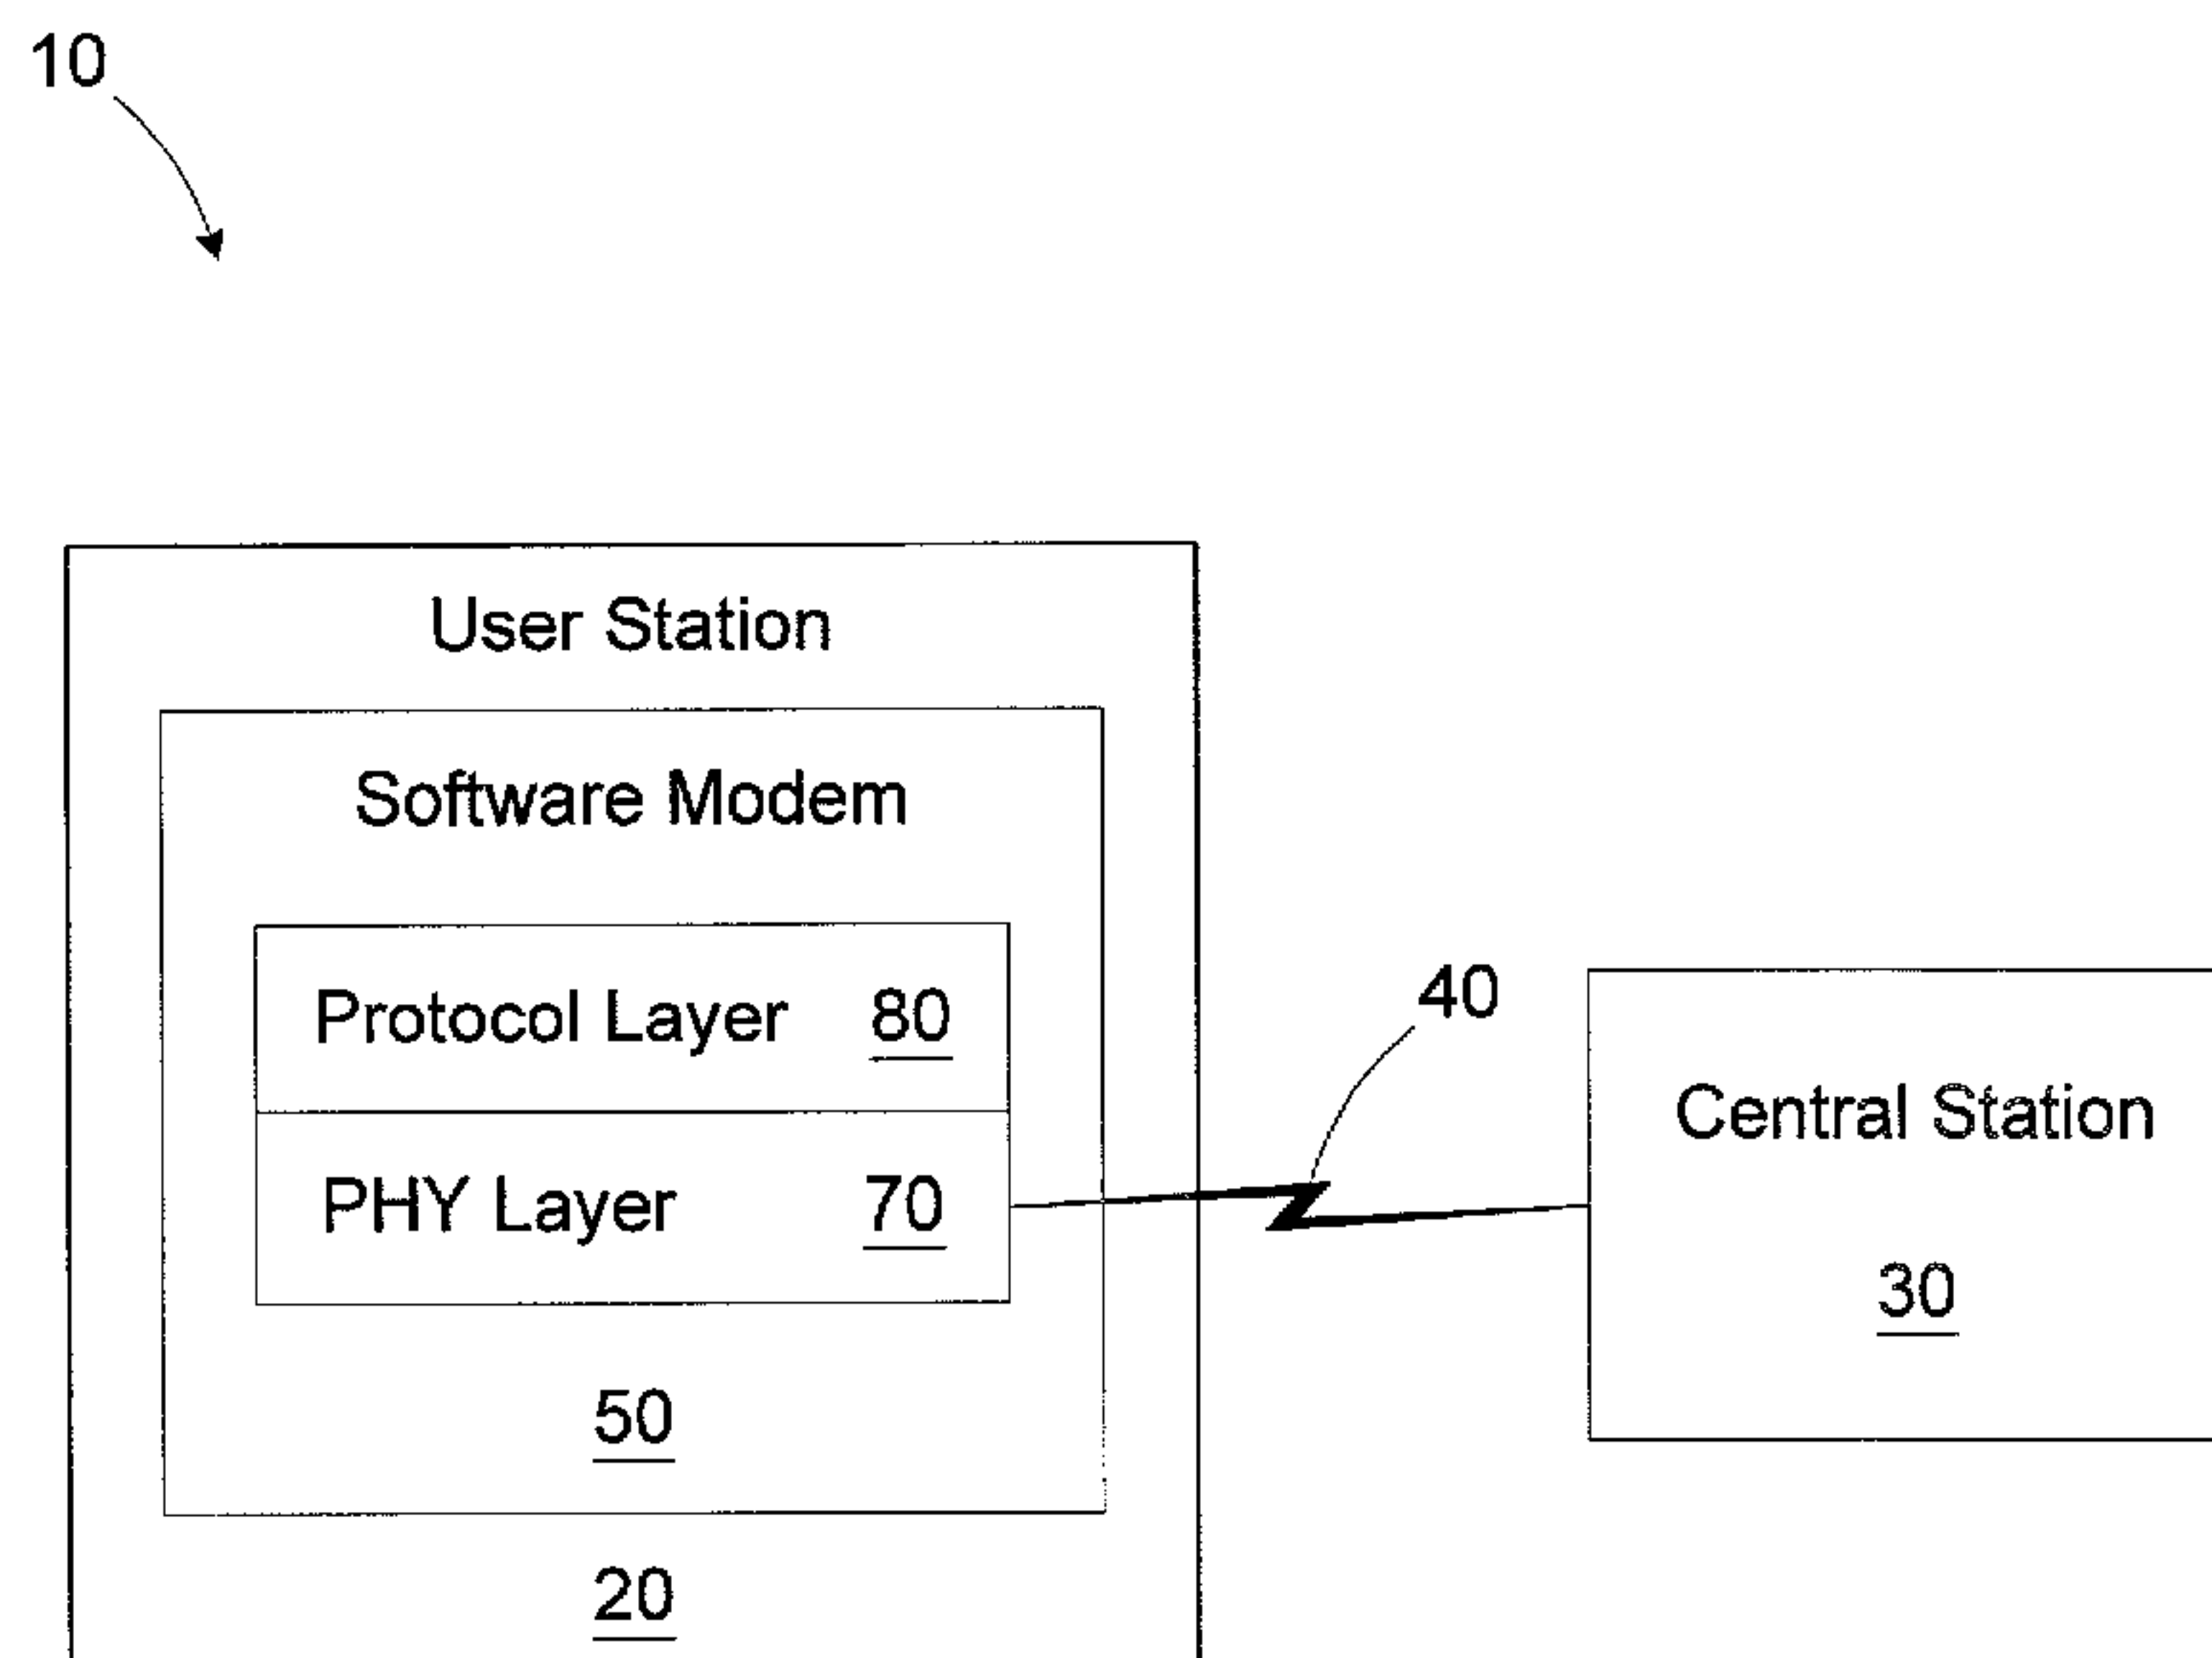 10
User Station
Software Modem
Protocol Layer 80
PHY Layer 70
50
20
40
Central Station
30